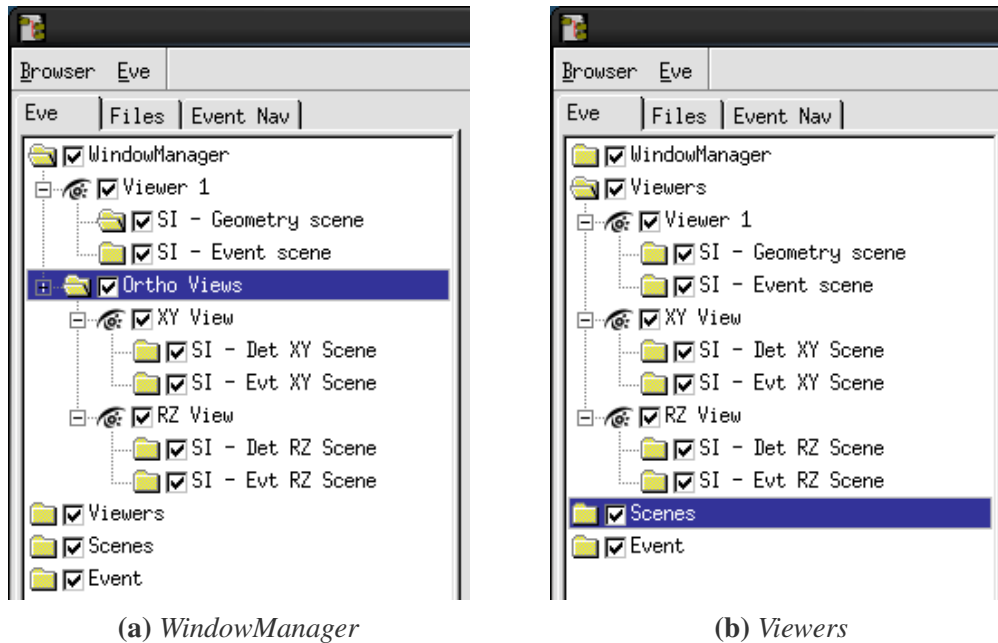 Browser Eve
Eve Files Event Nav
WindowManager
Viewer 1
SI - Geometry scene
SI - Event scene
Ortho Views
XY View
SI - Det XY Scene
SI - Evt XY Scene
RZ View
SI - Det RZ Scene
SI - Evt RZ Scene
Viewers
Scenes
Event
(a) WindowManager
Browser Eve
Eve Files Event Nav
WindowManager
Viewers
Viewer 1
SI - Geometry scene
SI - Event scene
XY View
SI - Det XY Scene
SI - Evt XY Scene
RZ View
SI - Det RZ Scene
SI - Evt RZ Scene
Scenes
Event
(b) Viewers